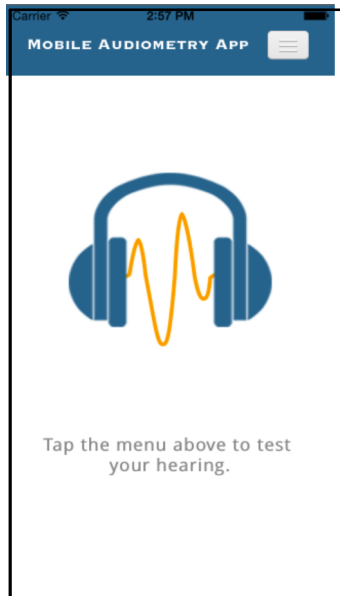 Carrier 2:57 PM
Mobile Audiometry App
Tap the menu above to test
your hearing.